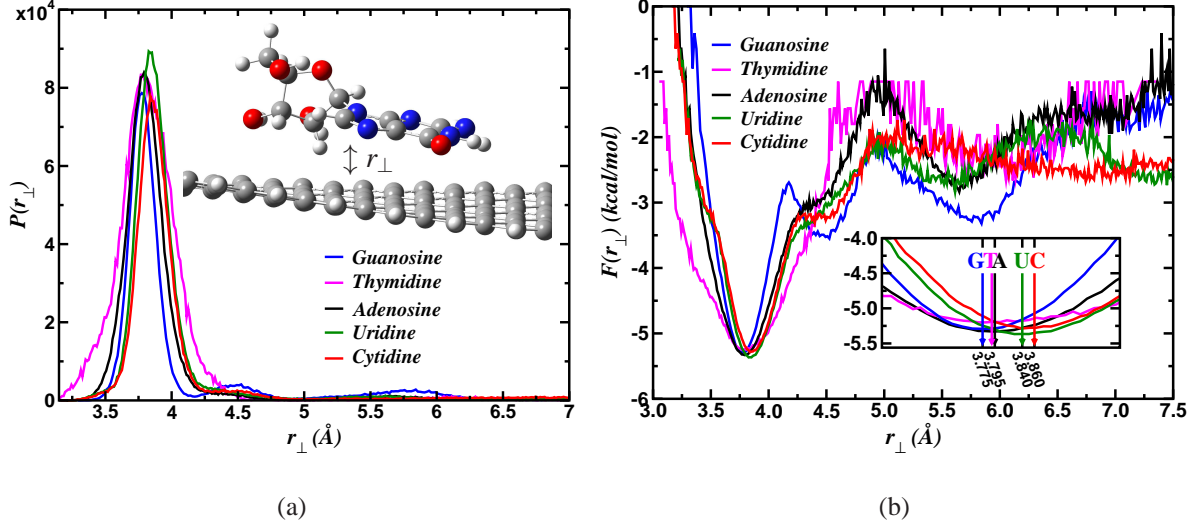 x10⁴
10
8
6
4
2
0
P(r⊥)
3.5 4 4.5 5 5.5 6 6.5 7
r⊥ (Å)
r⊥
Guanosine
Thymidine
Adenosine
Uridine
Cytidine
(a)
0
-1
-2
-3
-4
-5
-6
F(r⊥) (kcal/mol)
3.0 3.5 4.0 4.5 5.0 5.5 6.0 6.5 7.0 7.5
r⊥ (Å)
Guanosine
Thymidine
Adenosine
Uridine
Cytidine
-4.0
-4.5
-5.0
-5.5
G T A U C
3.775
3.795
3.840
3.860
(b)